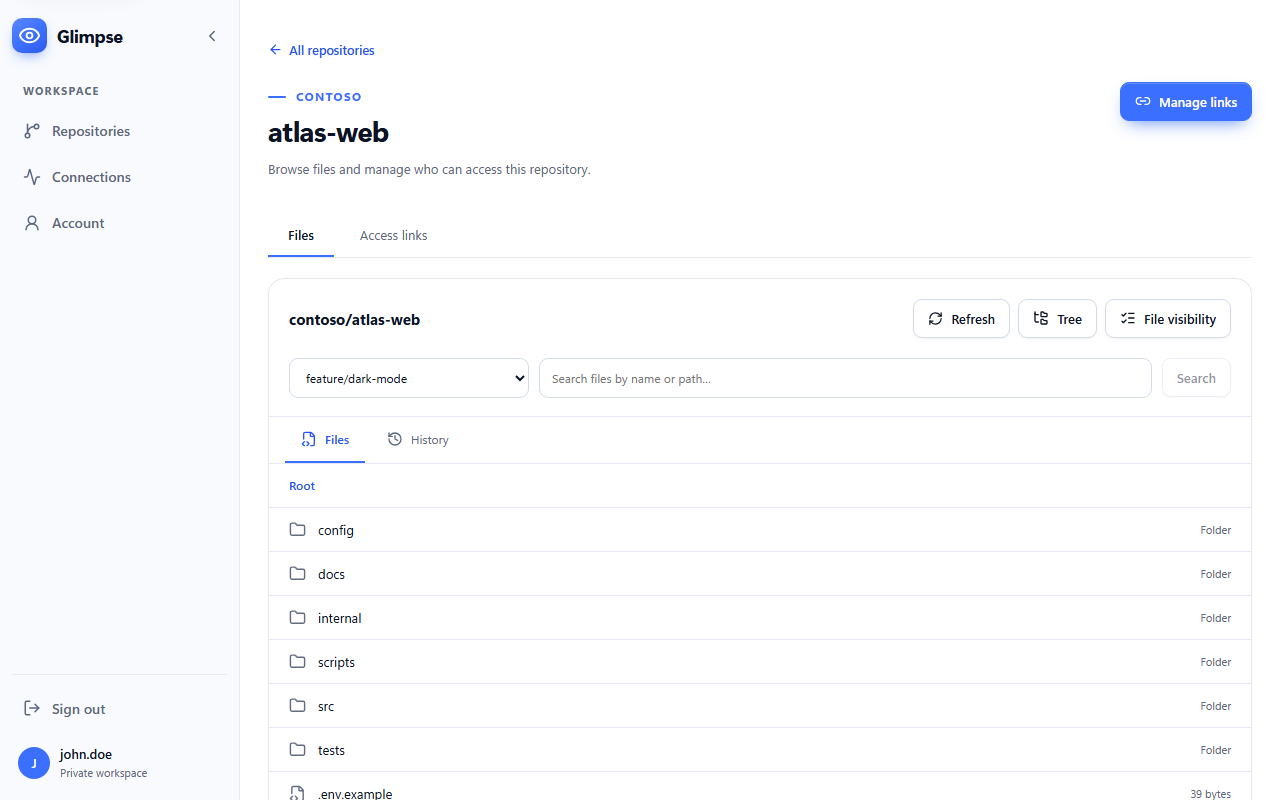 Glimpse
WORKSPACE
Repositories
Connections
Account
Sign out
J
john.doe
Private workspace
All repositories
CONTOSO
atlas-web
Browse files and manage who can access this repository.
Manage links
Files
Access links
contoso/atlas-web
Refresh
Tree
File visibility
feature/dark-mode
Search files by name or path...
Search
Files
History
Root
config Folder
docs Folder
internal Folder
scripts Folder
src Folder
tests Folder
.env.example 39 bytes